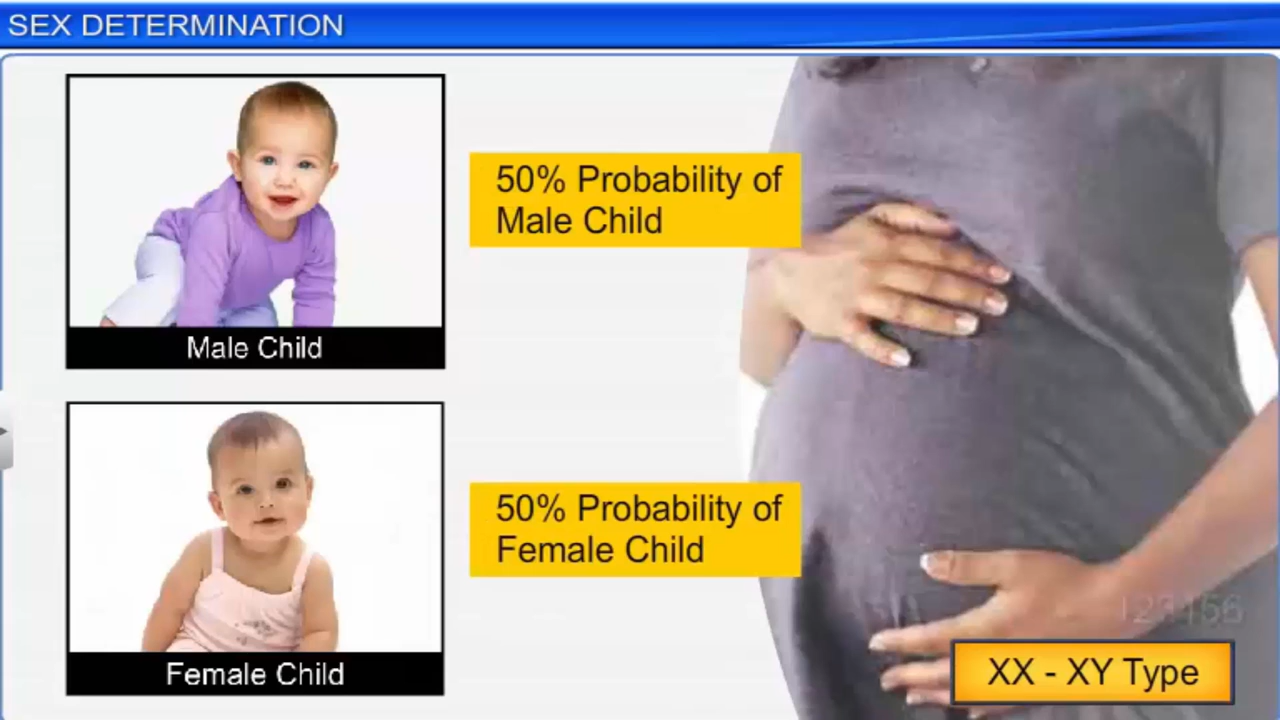 SEX DETERMINATION
50% Probability of
Male Child
Male Child
50% Probability of
Female Child
Female Child
XX - XY Type